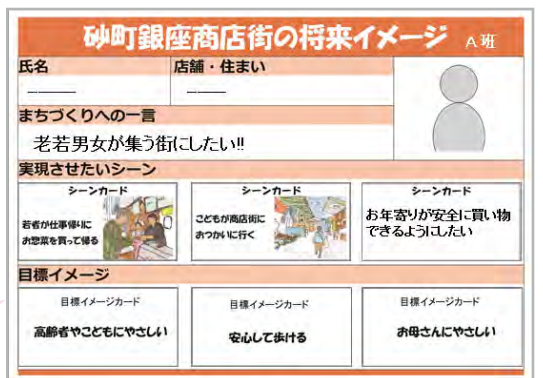 砂町銀座商店街の将来イメージ A班
氏名 店舗・住まい
まちづくりへの一言
老若男女が集う街にしたい!!
実現させたいシーン
シーンカード
若者が仕事帰りに
お惣菜を買って帰る
シーンカード
こどもが商店街に
おつかいに行く
シーンカード
お年寄りが安全に買い物
できるようにしたい
目標イメージ
目標イメージカード
高齢者やこどもにやさしい
目標イメージカード
安心して歩ける
目標イメージカード
お母さんにやさしい